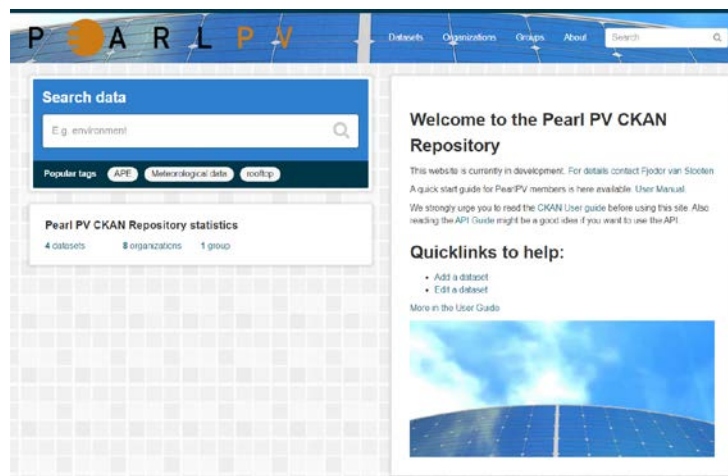 PEARL PV
Datasets Organizations Groups About Search
Search data
E.g. environment
Popular tags APE Meteorological data rooftop
Pearl PV CKAN Repository statistics
4 datasets 8 organizations 1 group
Welcome to the Pearl PV CKAN
Repository
This website is currently in development. For details contact Fjodor van Slooten
A quick start guide for PearlPV members is here available. User Manual.
We strongly urge you to read the CKAN User guide before using this site. Also
reading the API Guide might be a good idea if you want to use the API.
Quicklinks to help:
• Add a dataset
• Edit a dataset
More in the User Guide